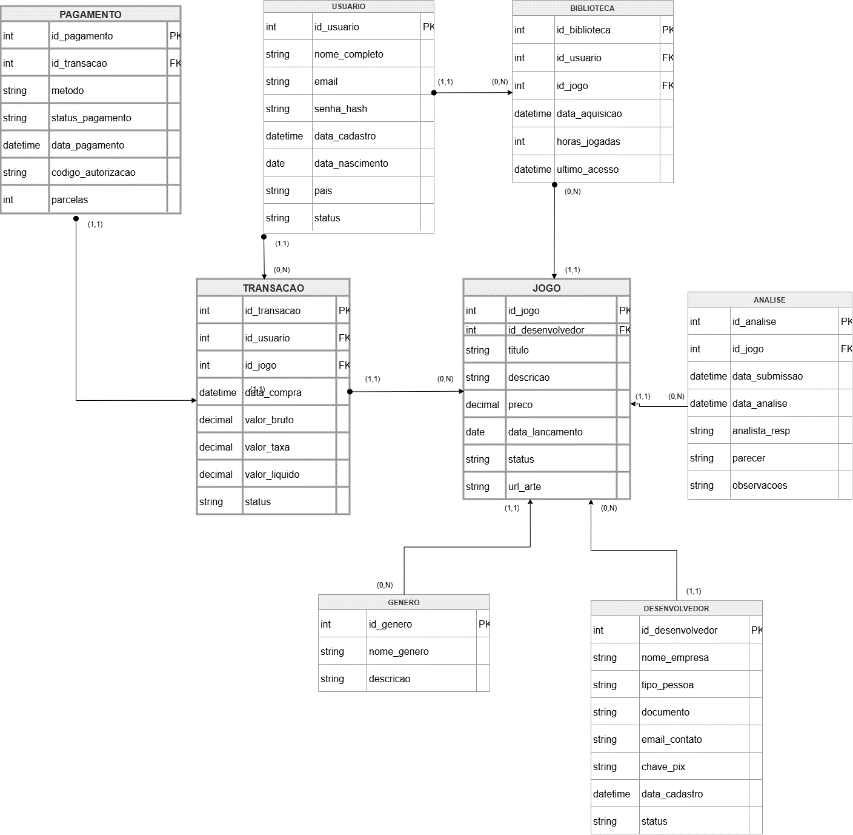 PAGAMENTO
int id_pagamento PK
int id_transacao FK
string metodo
string status_pagamento
datetime data_pagamento
string codigo_autorizacao
int parcelas
(1,1)
USUARIO
int id_usuario PK
string nome_completo
string email
string senha_hash
datetime data_cadastro
date data_nascimento
string pais
string status
(1,1)
(0,N)
(1,1)
(0,N)
BIBLIOTECA
int id_biblioteca PK
int id_usuario FK
int id_jogo FK
datetime data_aquisicao
int horas_jogadas
datetime ultimo_acesso
(0,N)
(1,1)
TRANSACAO
int id_transacao PK
int id_usuario FK
int id_jogo FK
datetime data_compra
(1,1)
decimal valor_bruto
decimal valor_taxa
decimal valor_liquido
string status
(1,1)
(0,N)
JOGO
int id_jogo PK
int id_desenvolvedor FK
string titulo
string descricao
decimal preco
date data_lancamento
string status
string url_arte
(1,1)
(0,N)
ANALISE
int id_analise PK
int id_jogo FK
datetime data_submissao
datetime data_analise
string analista_resp
string parecer
string observacoes
(1,1)
(0,N)
(0,N)
GENERO
int id_genero PK
string nome_genero
string descricao
(1,1)
DESENVOLVEDOR
int id_desenvolvedor PK
string nome_empresa
string tipo_pessoa
string documento
string email_contato
string chave_pix
datetime data_cadastro
string status